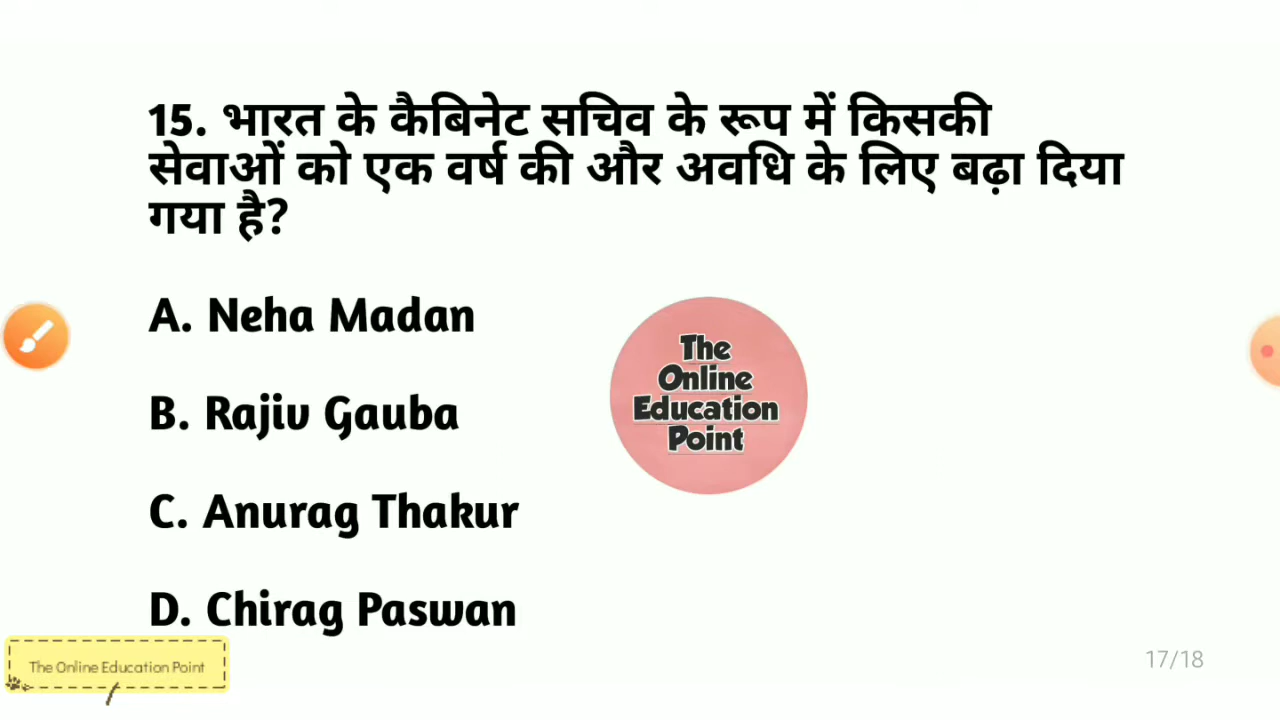 15. भारत के कैबिनेट सचिव के रूप में किसकी
सेवाओं को एक वर्ष की और अवधि के लिए बढ़ा दिया
गया है?
A. Neha Madan
B. Rajiv Gauba
C. Anurag Thakur
D. Chirag Paswan
The
Online
Education
Point
The Online Education Point
17/18